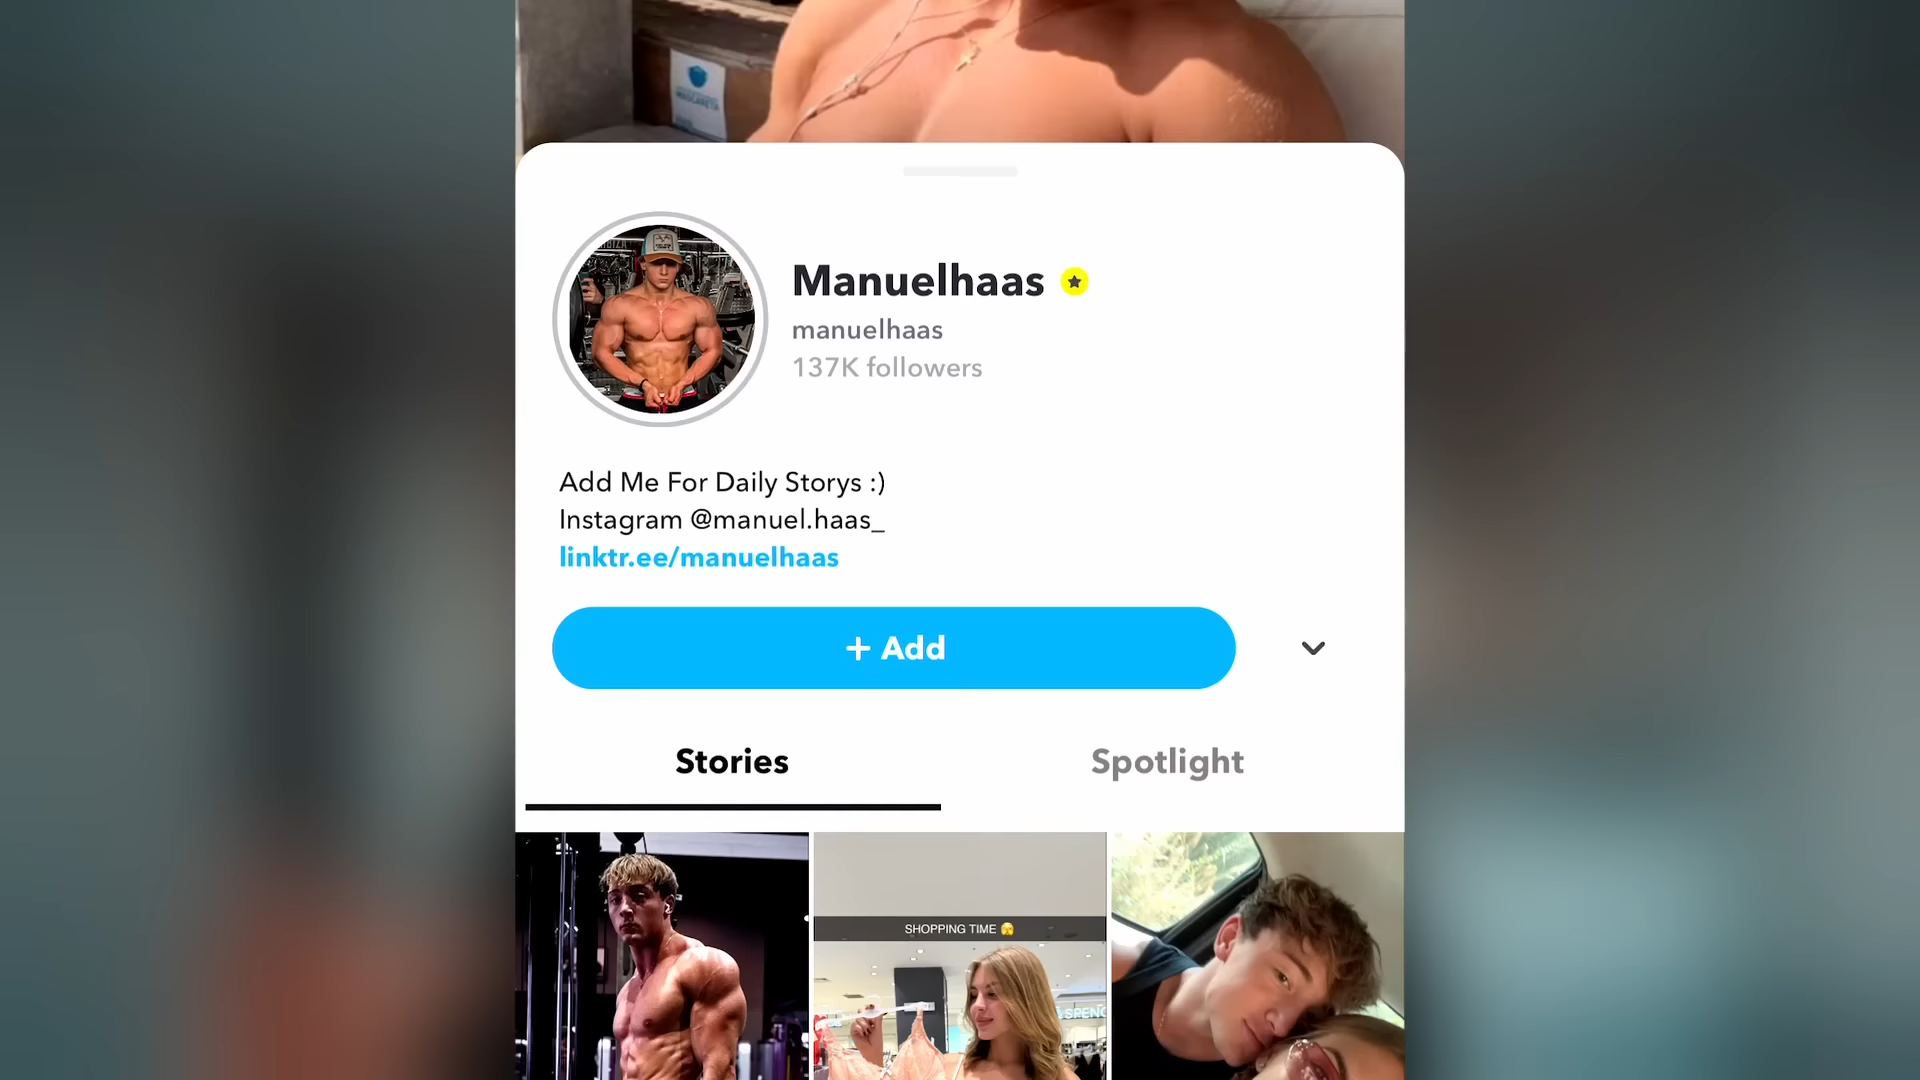 Manuelhaas
manuelhaas
137K followers
Add Me For Daily Storys :)
Instagram @manuel.haas_
linktr.ee/manuelhaas
+ Add
Stories
Spotlight
SHOPPING TIME 🫣